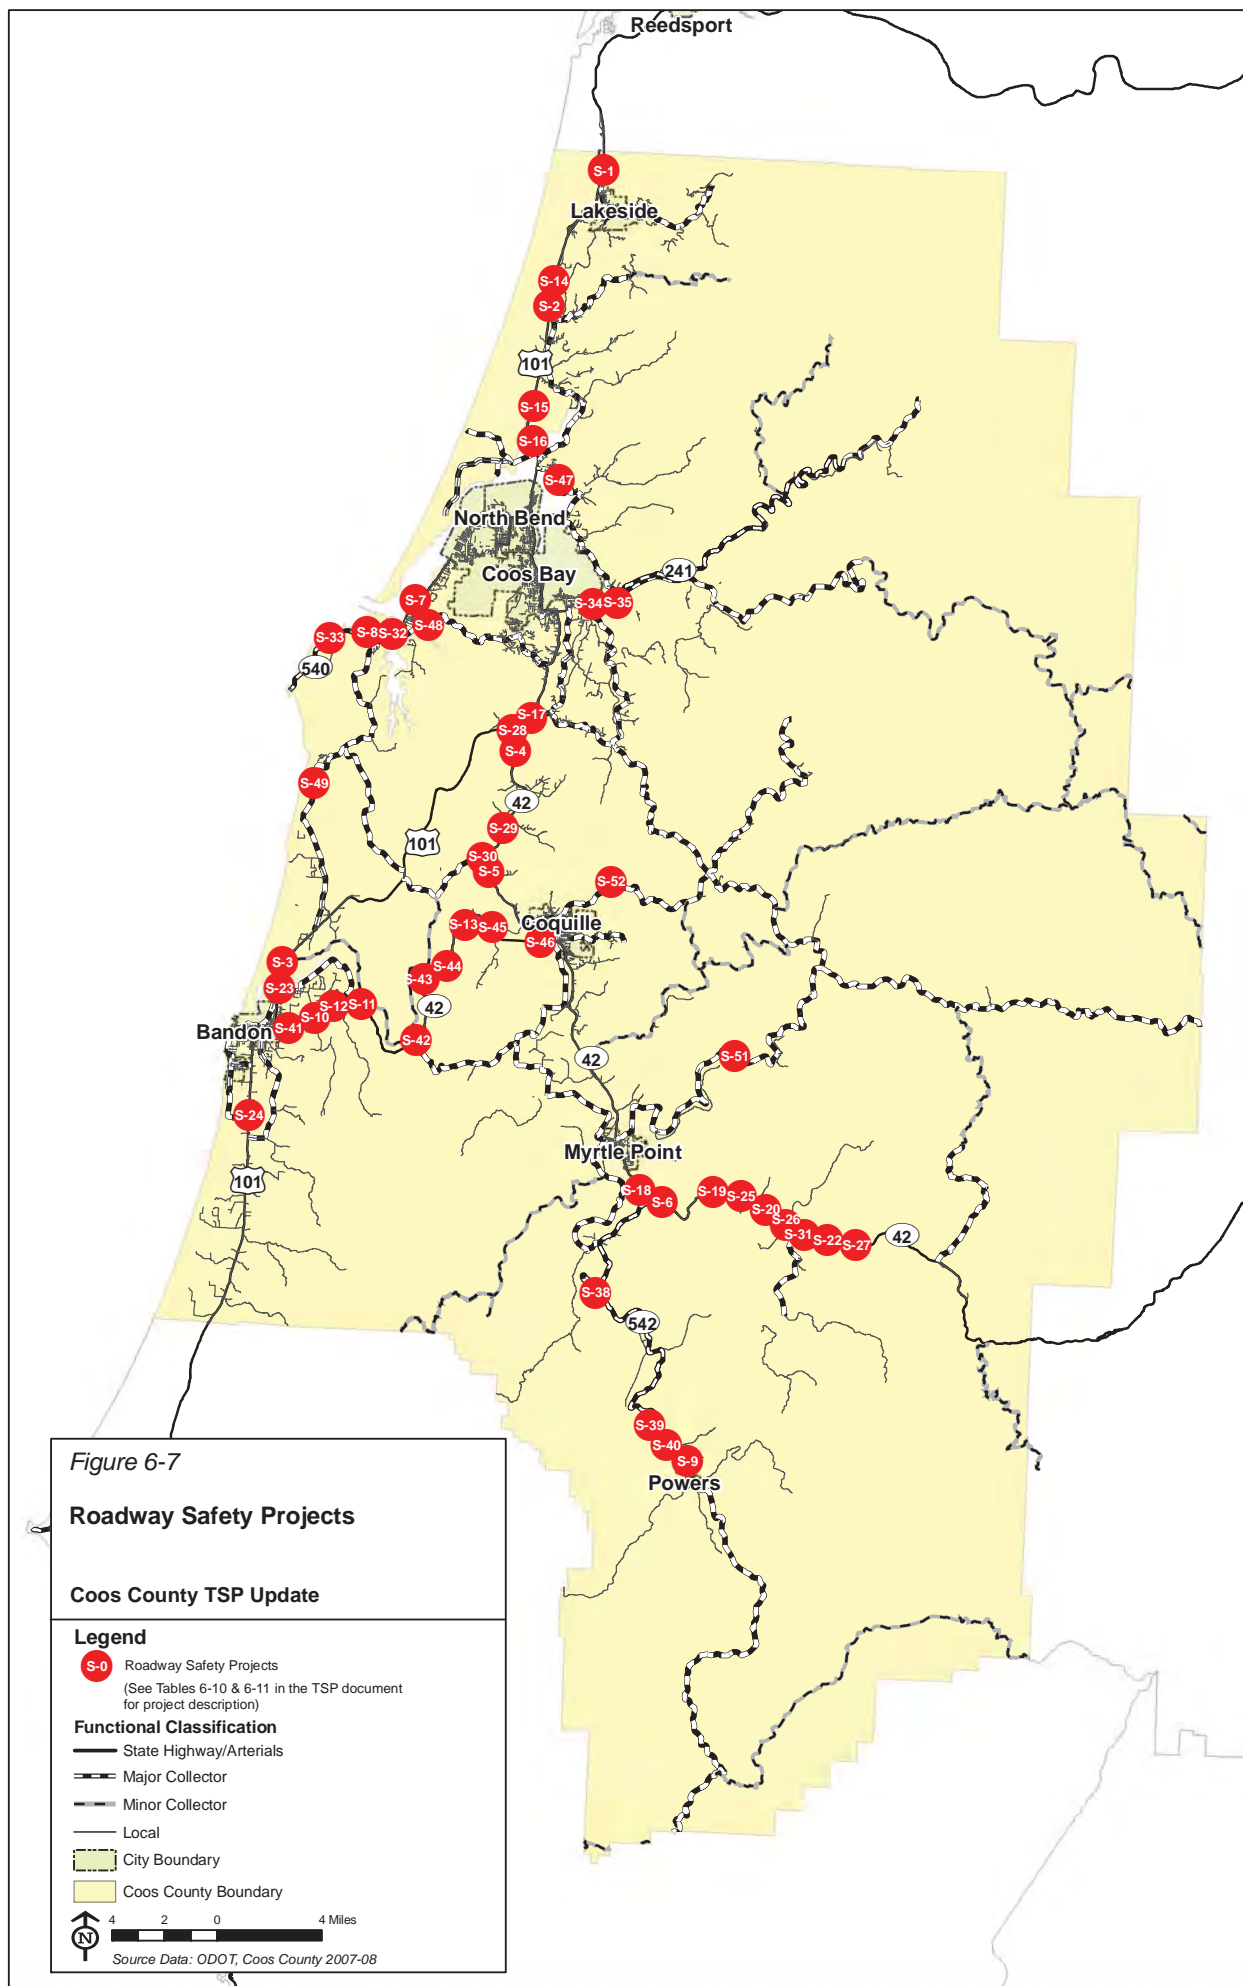 Reedsport
S-1
Lakeside
S-14
S-2
101
S-15
S-16
S-47
North Bend
Coos Bay
241
S-7
S-34
S-35
S-48
S-8
S-32
S-33
540
S-17
S-28
S-4
S-49
42
S-29
101
S-30
S-5
S-52
S-13
S-45
Coquille
S-46
S-3
S-44
S-43
S-23
S-12
S-11
42
S-10
S-41
Bandon
S-42
42
S-51
S-24
Myrtle Point
101
S-18
S-6
S-19
S-25
S-20
S-26
S-31
S-22
S-27
42
S-38
542
S-39
S-40
S-9
Powers
Figure 6-7
Roadway Safety Projects
Coos County TSP Update
Legend
S-0 Roadway Safety Projects
(See Tables 6-10 & 6-11 in the TSP document
for project description)
Functional Classification
State Highway/Arterials
Major Collector
Minor Collector
Local
City Boundary
Coos County Boundary
N
4 2 0 4 Miles
Source Data: ODOT, Coos County 2007-08